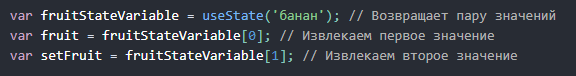 var fruitStateVariable = useState('банан'); // Возвращает пару значений
var fruit = fruitStateVariable[0]; // Извлекаем первое значение
var setFruit = fruitStateVariable[1]; // Извлекаем второе значение